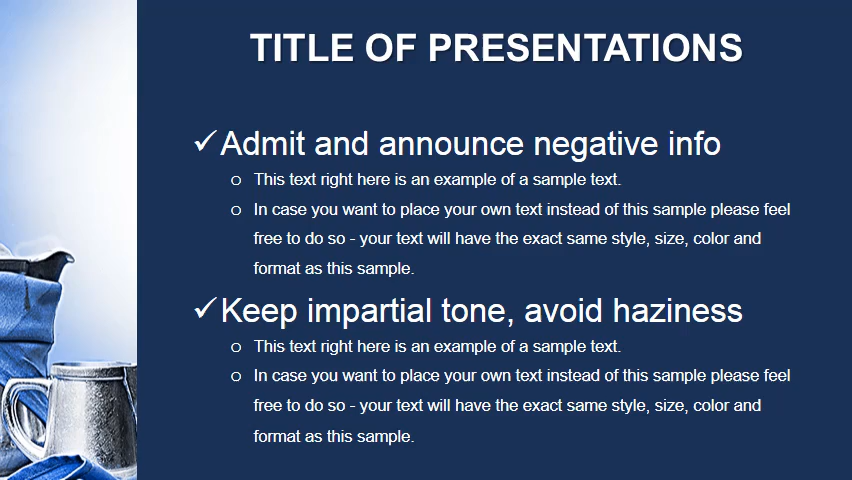 TITLE OF PRESENTATIONS
✓Admit and announce negative info
o This text right here is an example of a sample text.
o In case you want to place your own text instead of this sample please feel
free to do so - your text will have the exact same style, size, color and
format as this sample.
✓Keep impartial tone, avoid haziness
o This text right here is an example of a sample text.
o In case you want to place your own text instead of this sample please feel
free to do so - your text will have the exact same style, size, color and
format as this sample.